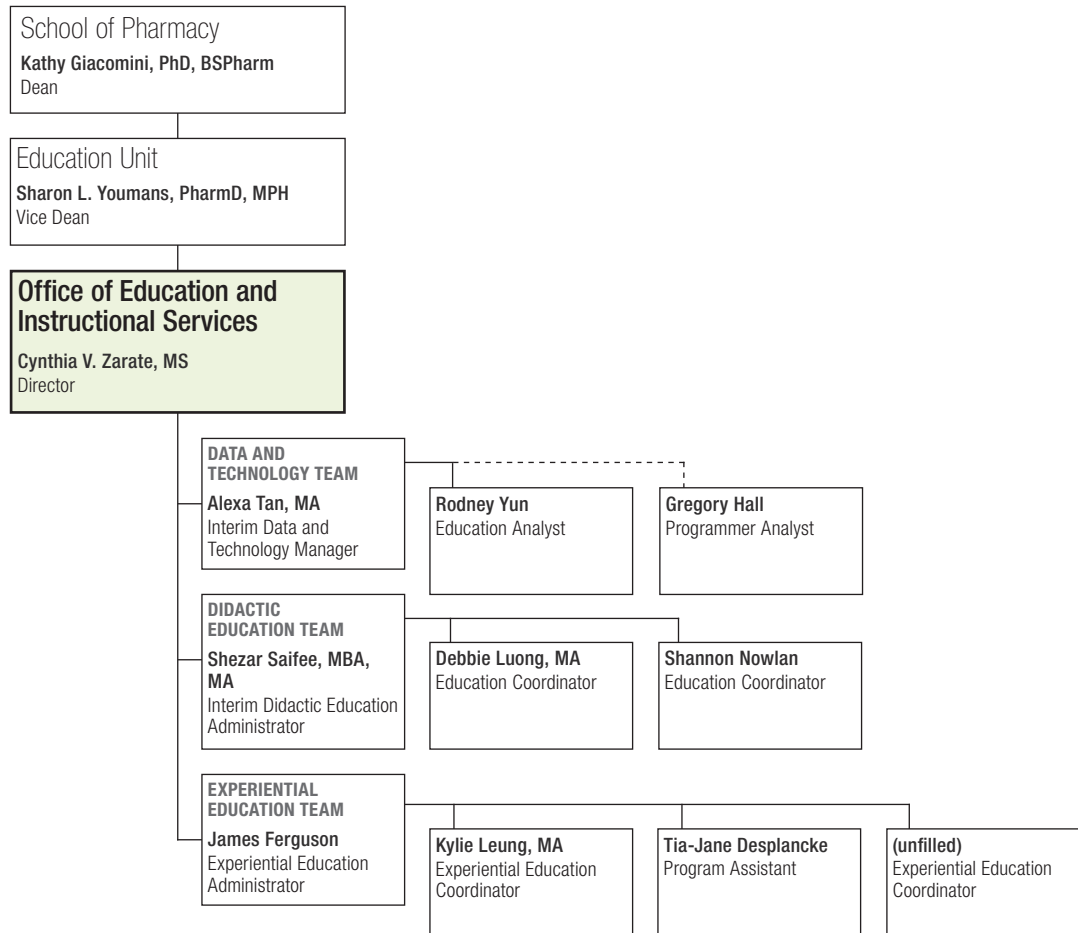 School of Pharmacy
Kathy Giacomini, PhD, BSPharm
Dean
Education Unit
Sharon L. Youmans, PharmD, MPH
Vice Dean
Office of Education and
Instructional Services
Cynthia V. Zarate, MS
Director
DATA AND
TECHNOLOGY TEAM
Alexa Tan, MA
Interim Data and
Technology Manager
Rodney Yun
Education Analyst
Gregory Hall
Programmer Analyst
DIDACTIC
EDUCATION TEAM
Shezar Saifee, MBA,
MA
Interim Didactic Education
Administrator
Debbie Luong, MA
Education Coordinator
Shannon Nowlan
Education Coordinator
EXPERIENTIAL
EDUCATION TEAM
James Ferguson
Experiential Education
Administrator
Kylie Leung, MA
Experiential Education
Coordinator
Tia-Jane Desplancke
Program Assistant
(unfilled)
Experiential Education
Coordinator